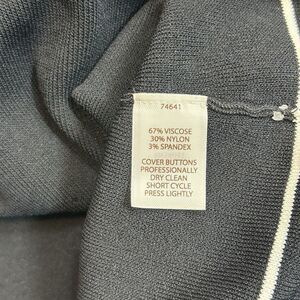 74641
67% VISCOSE
30% NYLON
3% SPANDEX
COVER BUTTONS
PROFESSIONALLY
DRY CLEAN
SHORT CYCLE
PRESS LIGHTLY